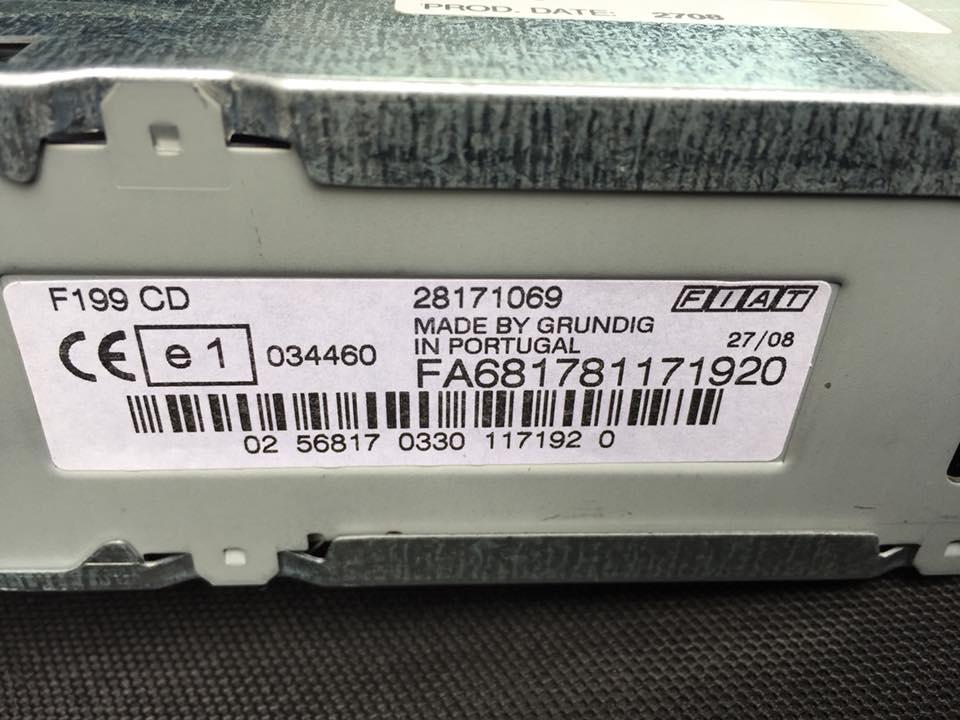 PROD. DATE: 2708
F199 CD
28171069
FIAT
MADE BY GRUNDIG
IN PORTUGAL
27/08
CE
e 1
034460
FA681781171920
02 56817 0330 117192 0